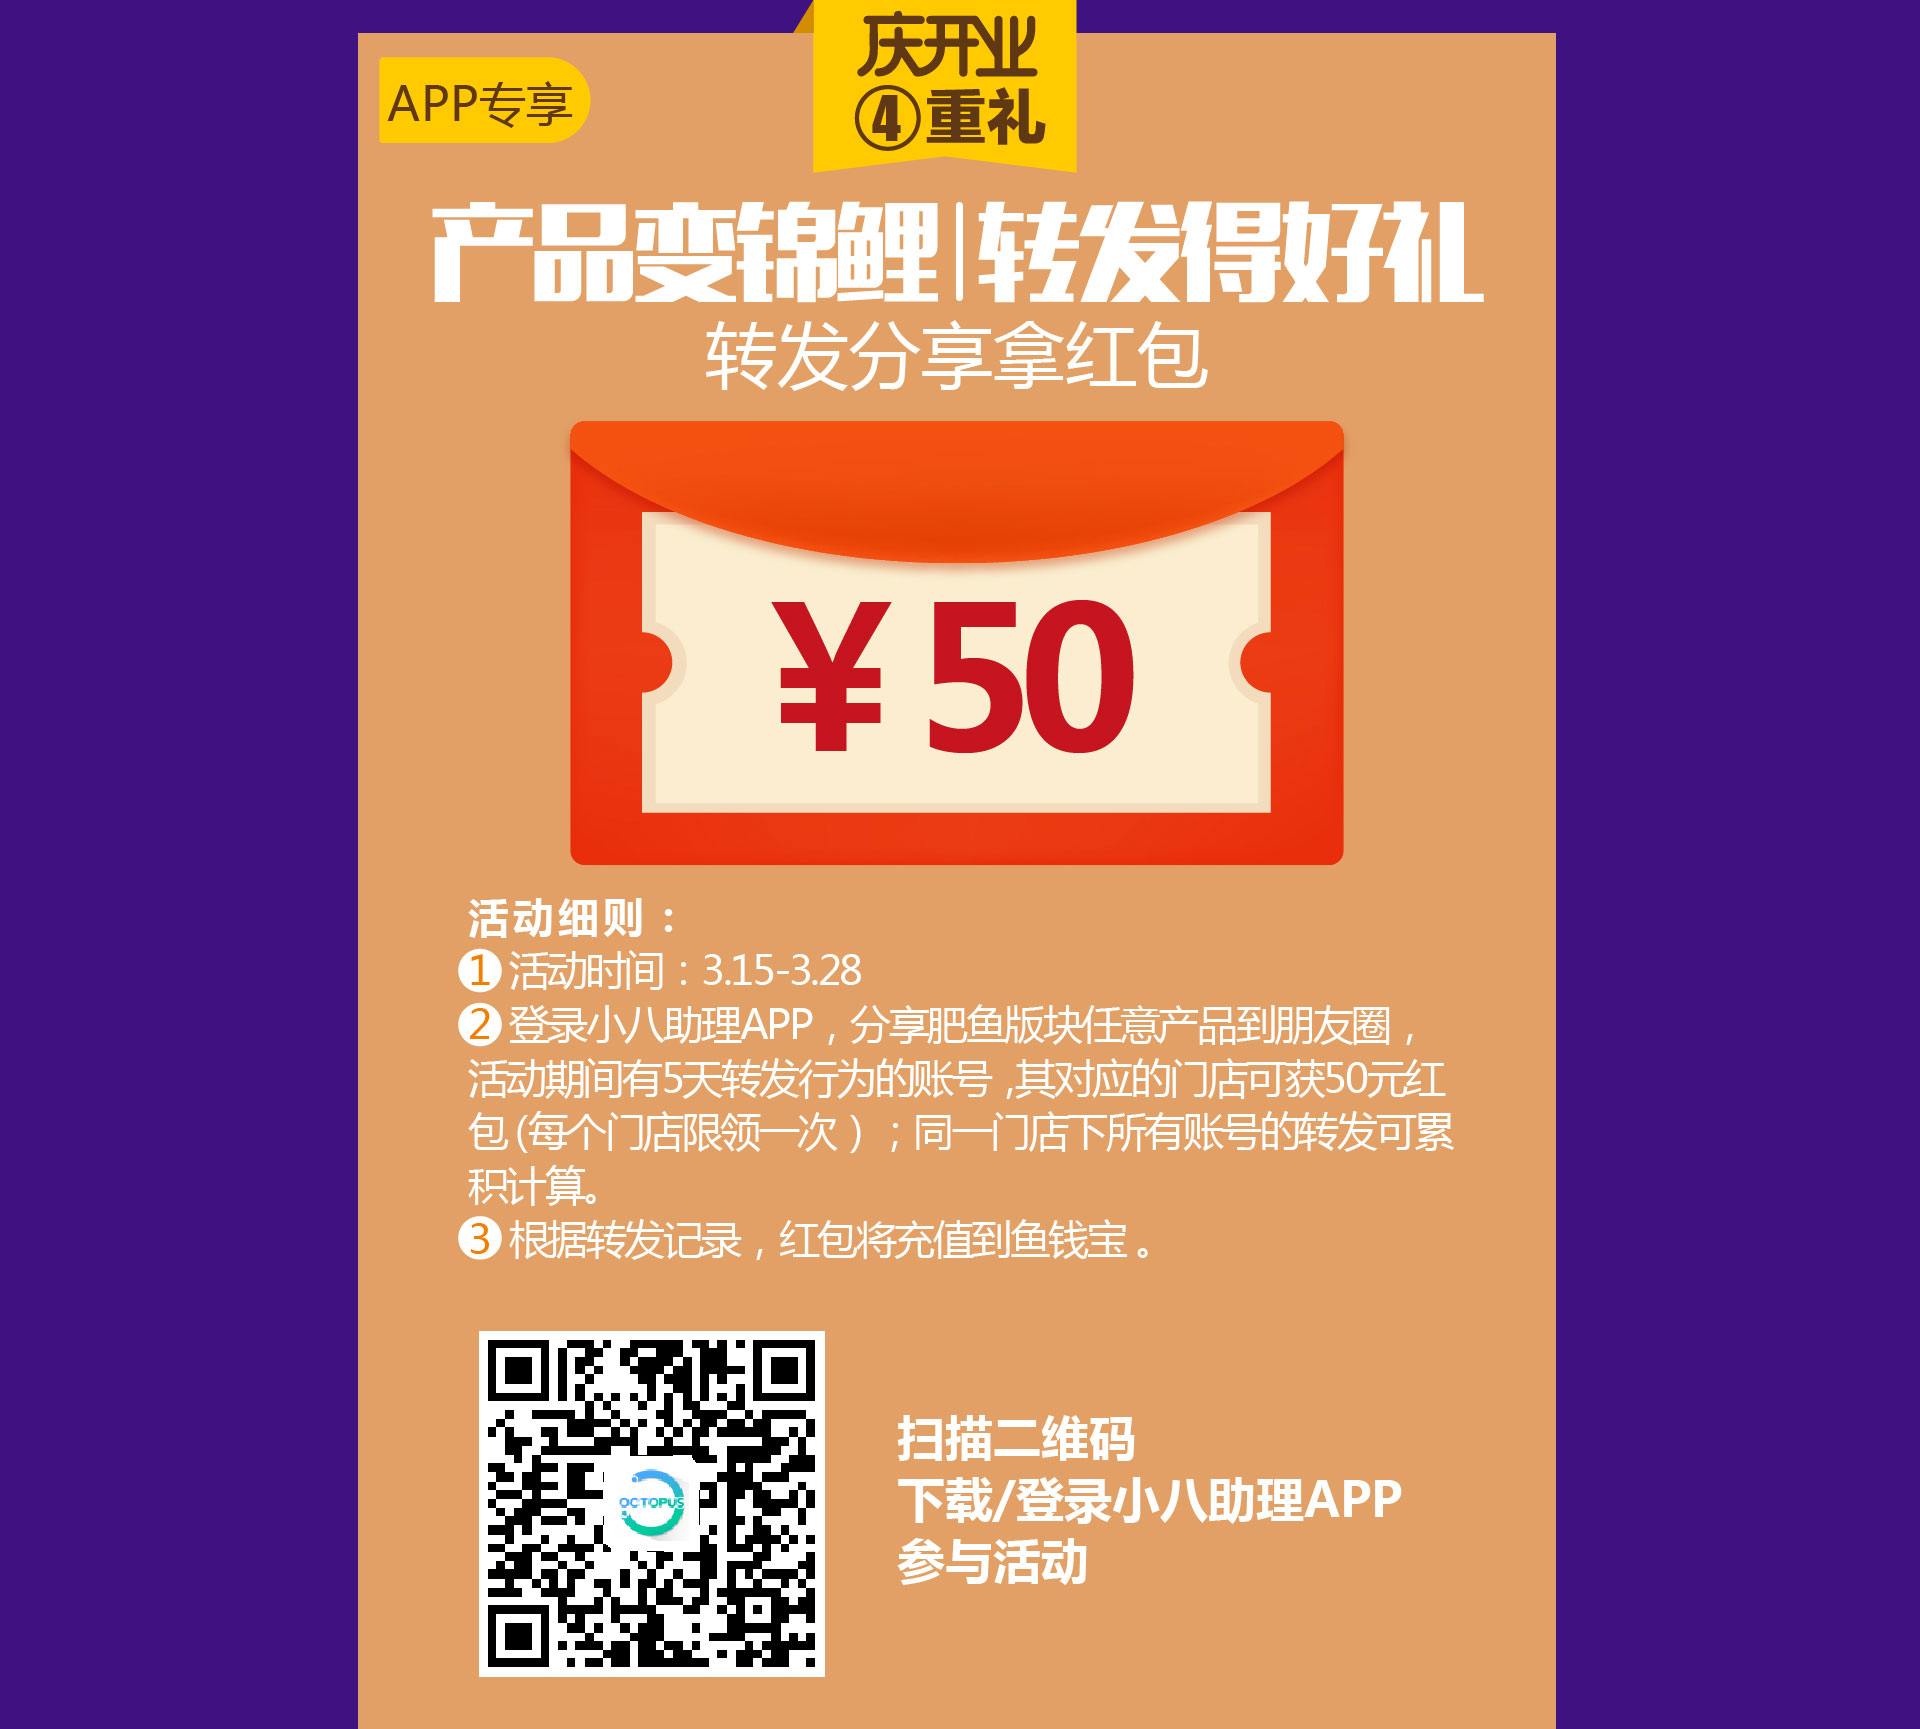 庆开业
④重礼
APP专享
产品变锦鲤|转发得好礼
转发分享拿红包
¥50
活动细则：
❶活动时间：3.15-3.28
❷登录小八助理APP，分享肥鱼版块任意产品到朋友圈，
活动期间有5天转发行为的账号,其对应的门店可获50元红
包(每个门店限领一次）；同一门店下所有账号的转发可累
积计算。
❸根据转发记录，红包将充值到鱼钱宝。
OCTOPUS
扫描二维码
下载/登录小八助理APP
参与活动